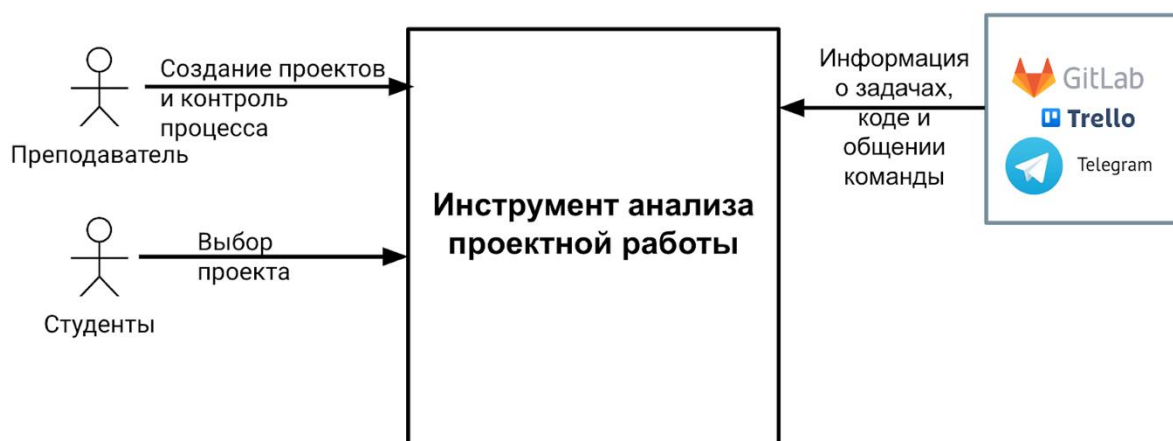 Создание проектов
и контроль
процесса
Преподаватель
Выбор
проекта
Студенты
Инструмент анализа
проектной работы
Информация
о задачах,
коде и
общении
команды
GitLab
Trello
Telegram